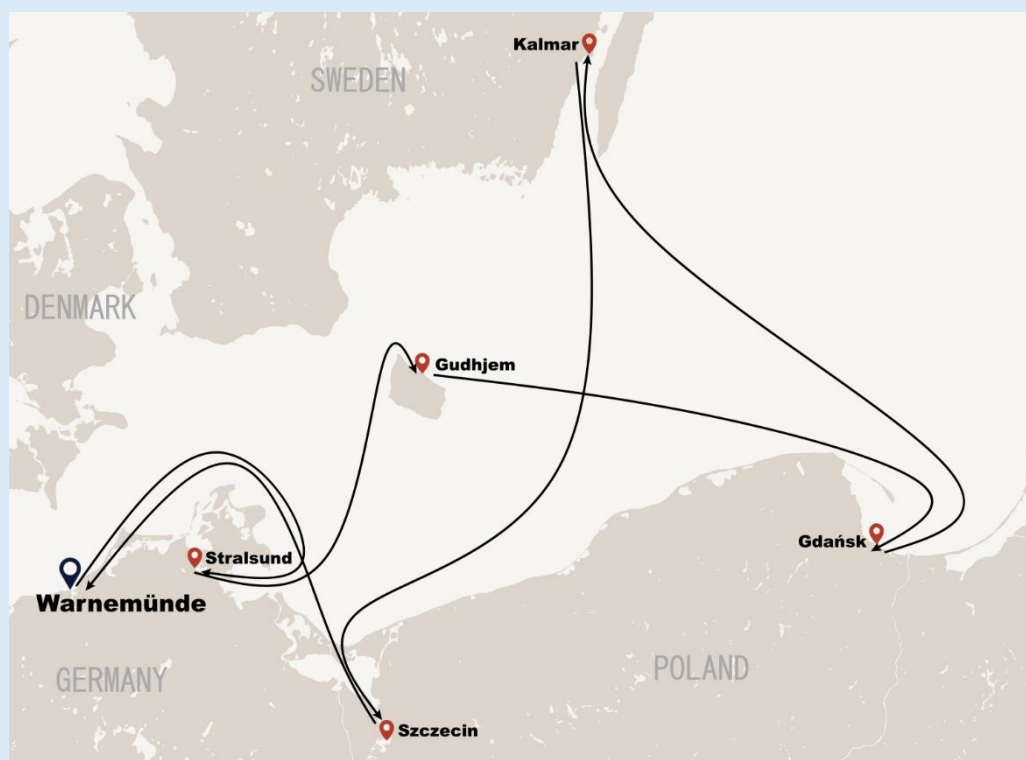 Kalmar
SWEDEN
DENMARK
Gudhjem
Gdańsk
Stralsund
Warnemünde
GERMANY
POLAND
Szczecin